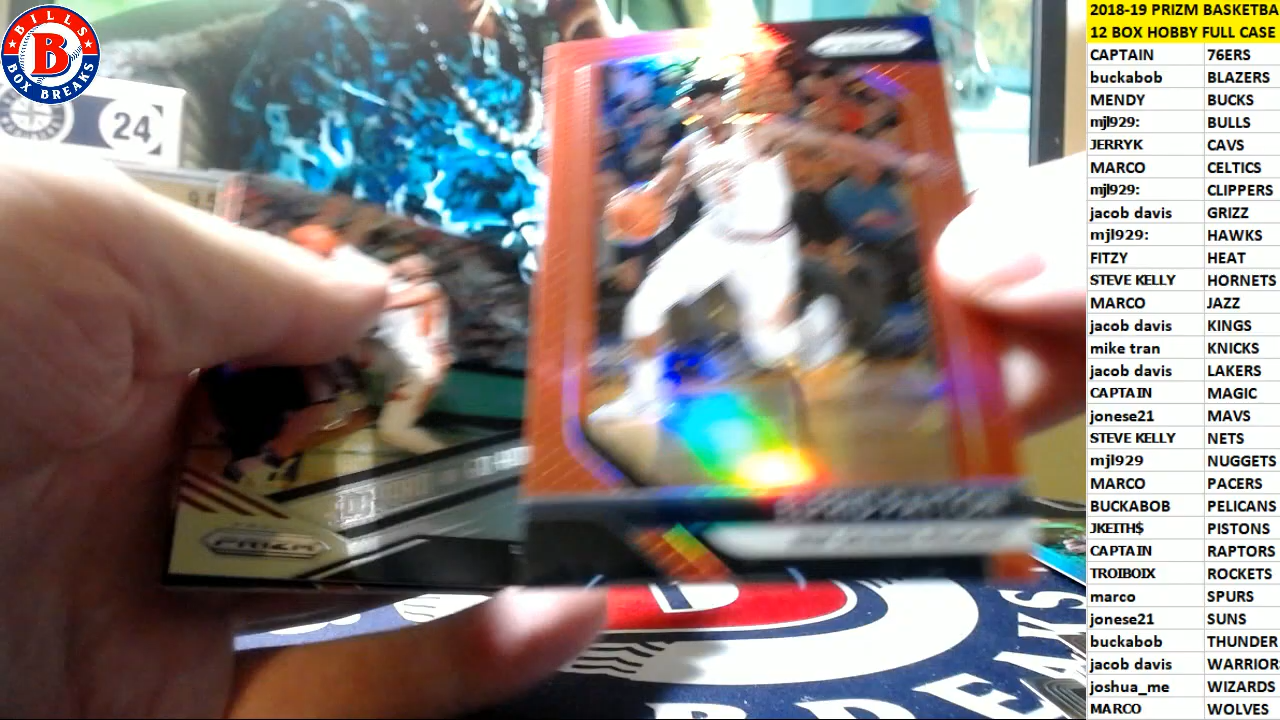 BILLS
B
BOX BREAKS
24
PRIZM
2018-19 PRIZM BASKETBA
12 BOX HOBBY FULL CASE
CAPTAIN 76ERS
buckabob BLAZERS
MENDY BUCKS
mjl929: BULLS
JERRYK CAVS
MARCO CELTICS
mjl929: CLIPPERS
jacob davis GRIZZ
mjl929: HAWKS
FITZY HEAT
STEVE KELLY HORNETS
MARCO JAZZ
jacob davis KINGS
mike tran KNICKS
jacob davis LAKERS
CAPTAIN MAGIC
jonese21 MAVS
STEVE KELLY NETS
mjl929 NUGGETS
MARCO PACERS
BUCKABOB PELICANS
JKEITH$ PISTONS
CAPTAIN RAPTORS
TROIBOIX ROCKETS
marco SPURS
jonese21 SUNS
buckabob THUNDER
jacob davis WARRIOR
joshua_me WIZARDS
MARCO WOLVES